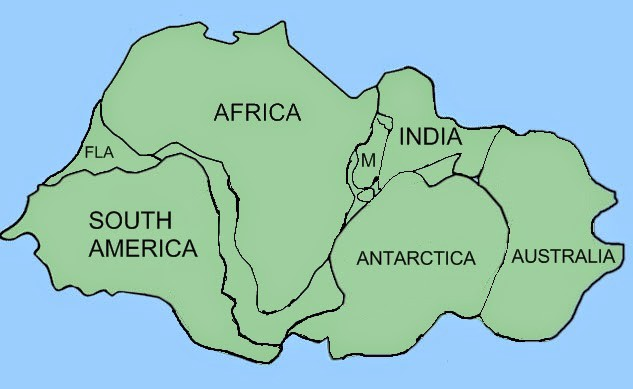 AFRICA
INDIA
FLA
M
SOUTH
AMERICA
ANTARCTICA
AUSTRALIA